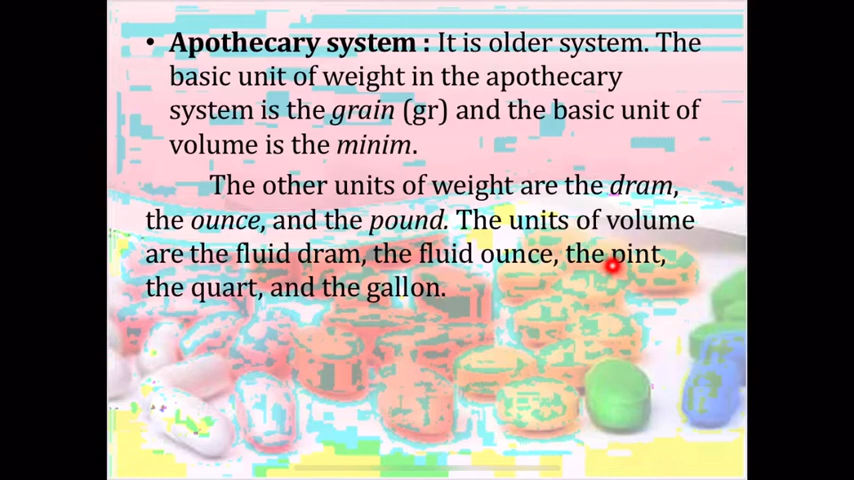 • Apothecary system : It is older system. The
basic unit of weight in the apothecary
system is the grain (gr) and the basic unit of
volume is the minim.
The other units of weight are the dram,
the ounce, and the pound. The units of volume
are the fluid dram, the fluid ounce, the pint,
the quart, and the gallon.